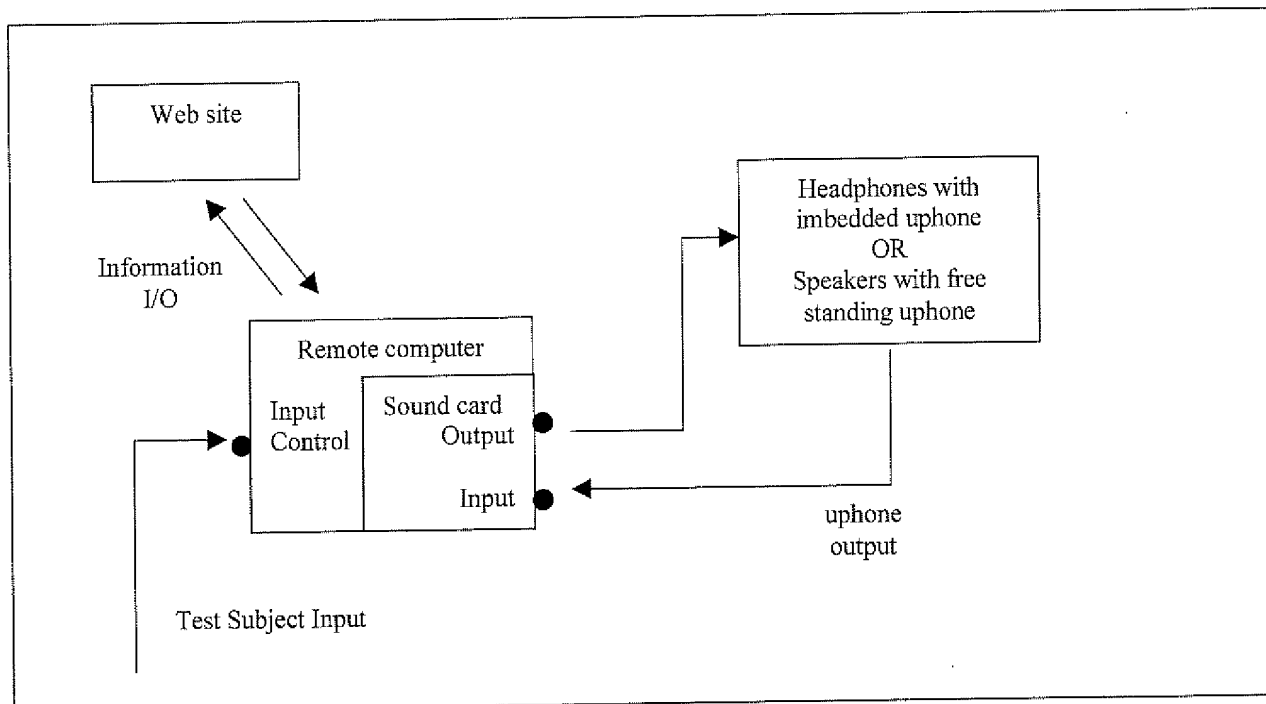 Web site
Headphones with
imbedded uphone
OR
Speakers with free
standing uphone
Information
I/O
Remote computer
Input
Control
Sound card
Output
Input
uphone
output
Test Subject Input